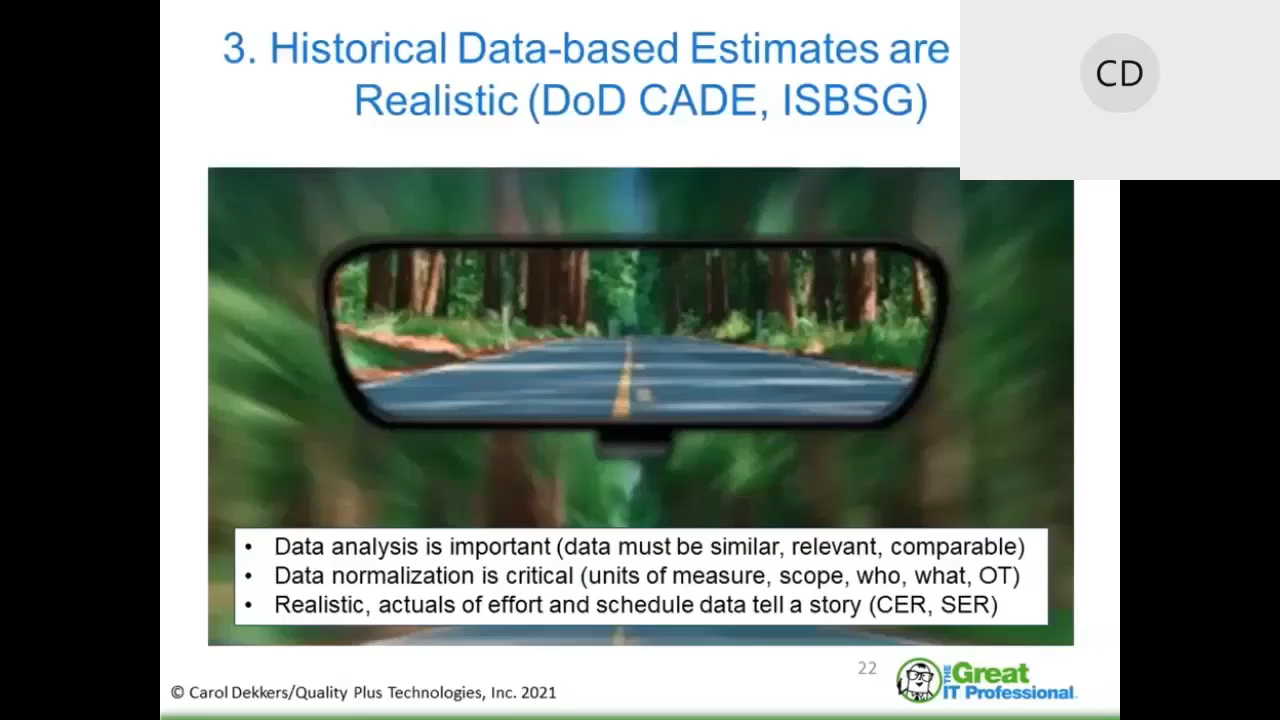 3. Historical Data-based Estimates are
Realistic (DoD CADE, ISBSG)
CD
• Data analysis is important (data must be similar, relevant, comparable)
• Data normalization is critical (units of measure, scope, who, what, OT)
• Realistic, actuals of effort and schedule data tell a story (CER, SER)
22
© Carol Dekkers/Quality Plus Technologies, Inc. 2021
THE Great
IT Professional